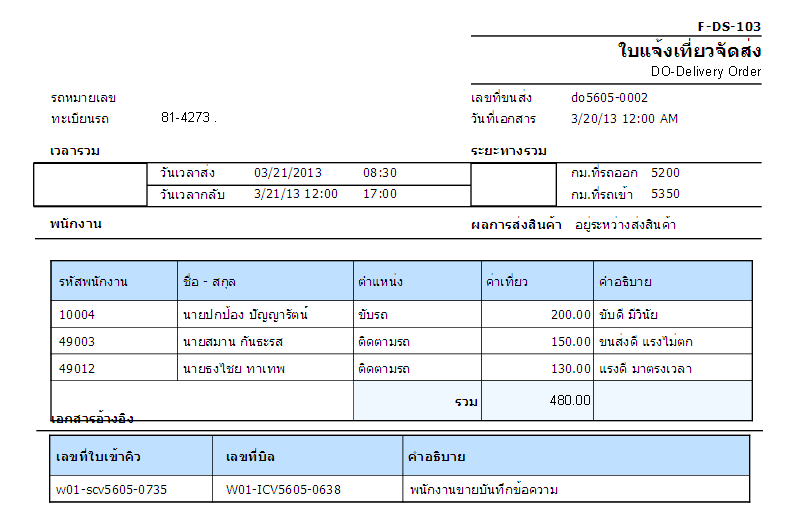 F-DS-103
ใบแจ้งเที่ยวจัดส่ง
DO-Delivery Order
รถหมายเลข เลขที่ขนส่ง do5605-0002
ทะเบียนรถ 81-4273 . วันที่เอกสาร 3/20/13 12:00 AM
เวลารวม ระยะทางรวม
วันเวลาส่ง 03/21/2013 08:30 กม.ที่รถออก 5200
วันเวลากลับ 3/21/13 12:00 17:00 กม.ที่รถเข้า 5350
พนักงาน ผลการส่งสินค้า อยู่ระหว่างส่งสินค้า
รหัสพนักงาน ชื่อ - สกุล ตำแหน่ง ค่าเที่ยว คำอธิบาย
10004 นายปกป้อง ปัญญารัตน์ ขับรถ 200.00 ขับดี มีวินัย
49003 นายสมาน กันธะรส ติดตามรถ 150.00 ขนส่งดี แรงไม่ตก
49012 นายธงไชย ทาเทพ ติดตามรถ 130.00 แรงดี มาตรงเวลา
รวม 480.00
เอกสารอ้างอิง
เลขที่ใบเข้าคิว เลขที่บิล คำอธิบาย
w01-scv5605-0735 W01-ICV5605-0638 พนักงานขายบันทึกข้อความ